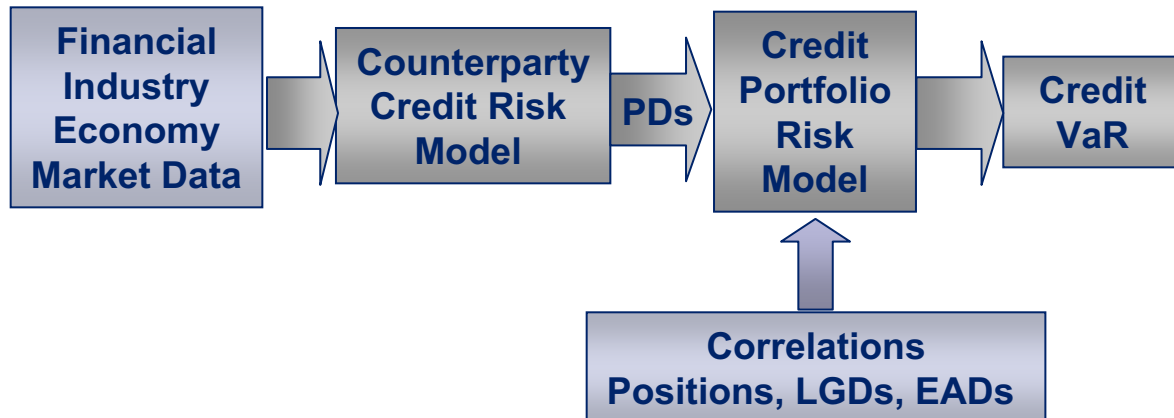 Financial
Industry
Economy
Market Data
Counterparty
Credit Risk
Model
PDs
Credit
Portfolio
Risk
Model
Credit
VaR
Correlations
Positions, LGDs, EADs